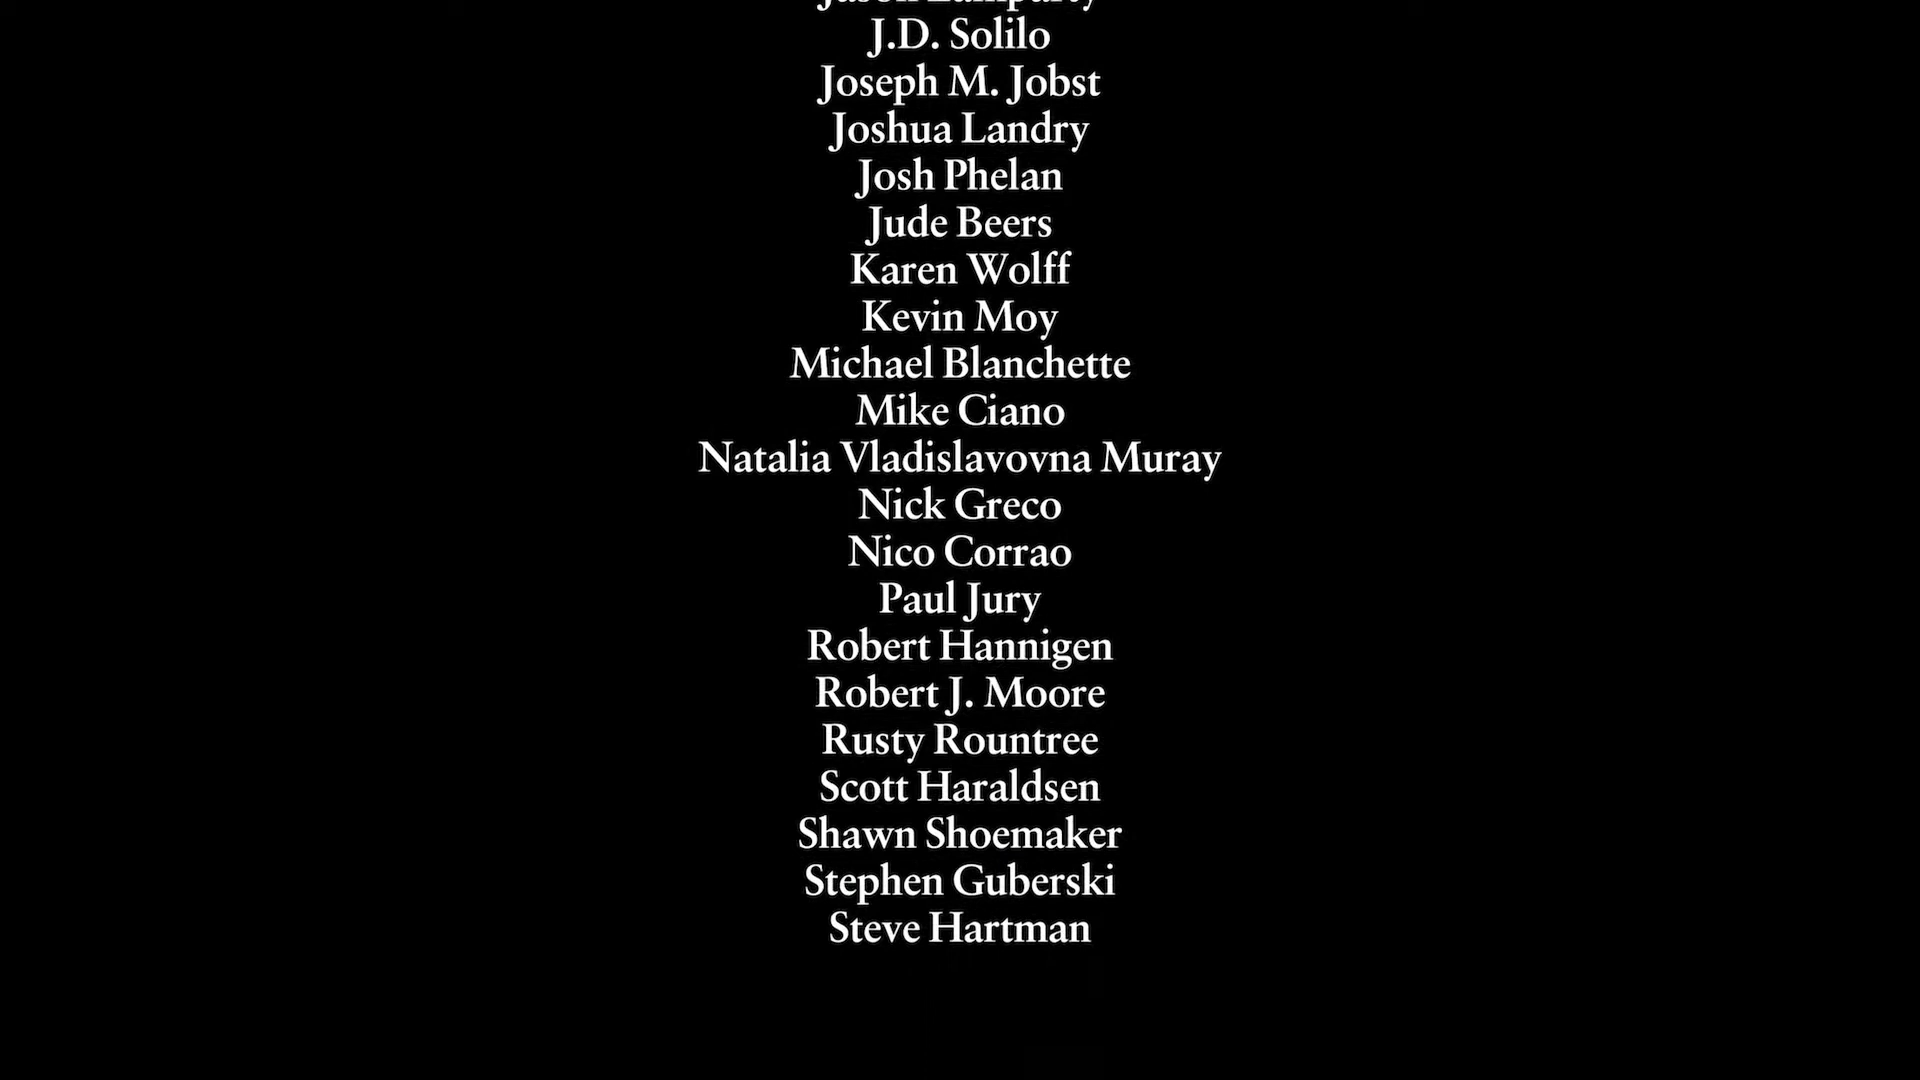 J.D. Solilo
Joseph M. Jobst
Joshua Landry
Josh Phelan
Jude Beers
Karen Wolff
Kevin Moy
Michael Blanchette
Mike Ciano
Natalia Vladislavovna Muray
Nick Greco
Nico Corrao
Paul Jury
Robert Hannigen
Robert J. Moore
Rusty Rountree
Scott Haraldsen
Shawn Shoemaker
Stephen Guberski
Steve Hartman